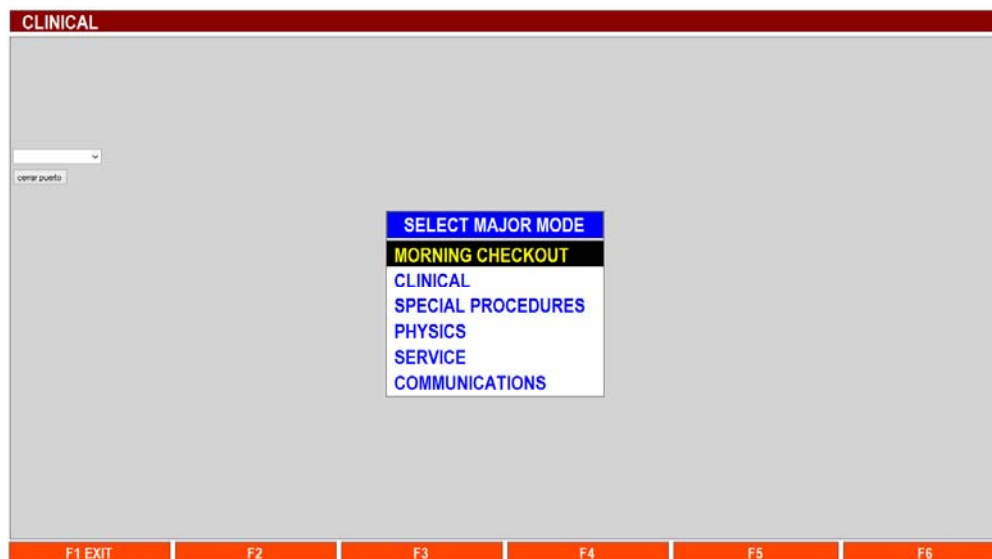 CLINICAL
cerrar puerto
SELECT MAJOR MODE
MORNING CHECKOUT
CLINICAL
SPECIAL PROCEDURES
PHYSICS
SERVICE
COMMUNICATIONS
F1 EXIT F2 F3 F4 F5 F6